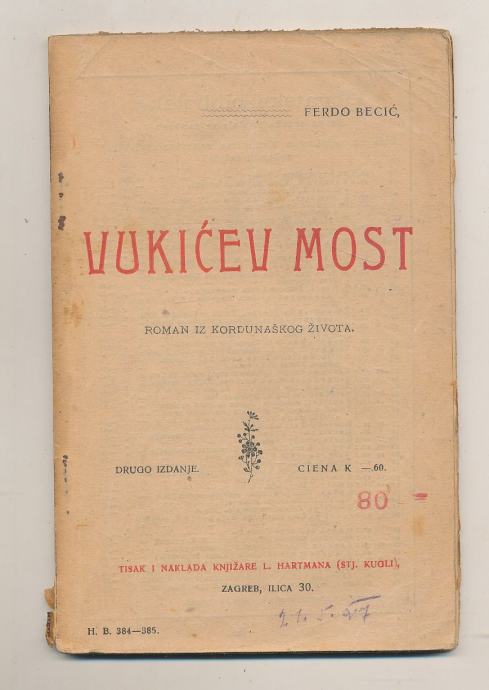 FERDO BECIĆ,
VUKIĆEV MOST
ROMAN IZ KORDUNAŠKOG ŽIVOTA.
DRUGO IZDANJE. CIENA K —.60.
80 =
TISAK I NAKLADA KNJIŽARE L. HARTMANA (STJ. KUGLI),
ZAGREB, ILICA 30.
H. B. 384—385.